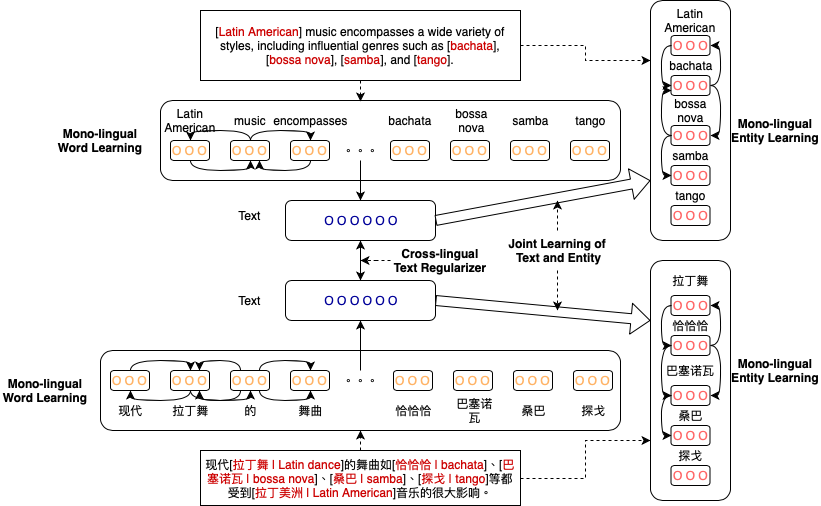 [Latin American] music encompasses a wide variety of
styles, including influential genres such as [bachata],
[bossa nova], [samba], and [tango].
Latin
American
music
encompasses
bachata
bossa
nova
samba
tango
Mono-lingual
Word Learning
Latin
American
bachata
bossa
nova
samba
tango
Mono-lingual
Entity Learning
Text
Cross-lingual
Text Regularizer
Joint Learning of
Text and Entity
Text
Mono-lingual
Word Learning
现代
拉丁舞
的
舞曲
恰恰恰
巴塞诺
瓦
桑巴
探戈
拉丁舞
恰恰恰
巴塞诺瓦
桑巴
探戈
Mono-lingual
Entity Learning
现代[拉丁舞 | Latin dance]的舞曲如[恰恰恰 | bachata]、[巴
塞诺瓦 | bossa nova]、[桑巴 | samba]、[探戈 | tango]等都
受到[拉丁美洲 | Latin American]音乐的很大影响。